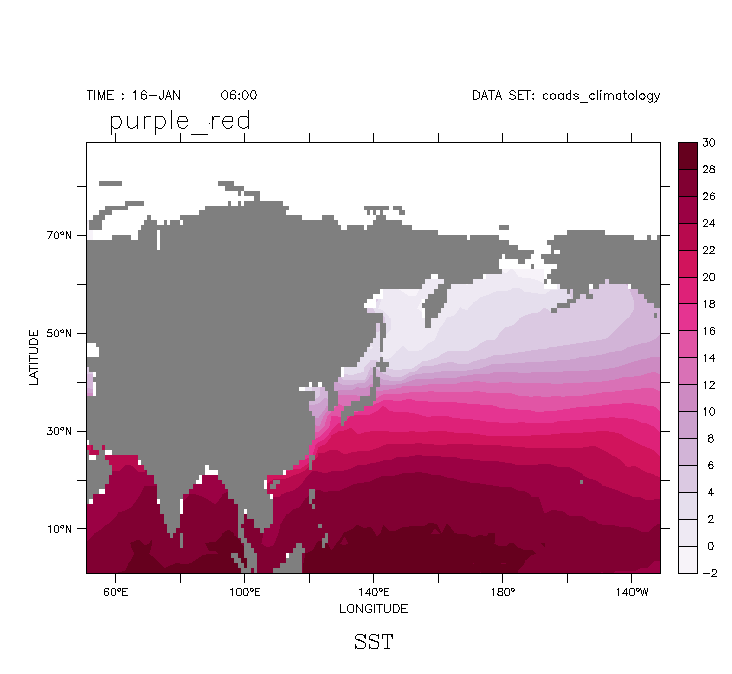 TIME : 16-JAN 06:00 DATA SET: coads_climatology
purple_red
30
28
26
24
22
20
18
16
14
12
10
8
6
4
2
0
-2
70°N
50°N
30°N
10°N
LATITUDE
60°E 100°E 140°E 180° 140°W
LONGITUDE
SST